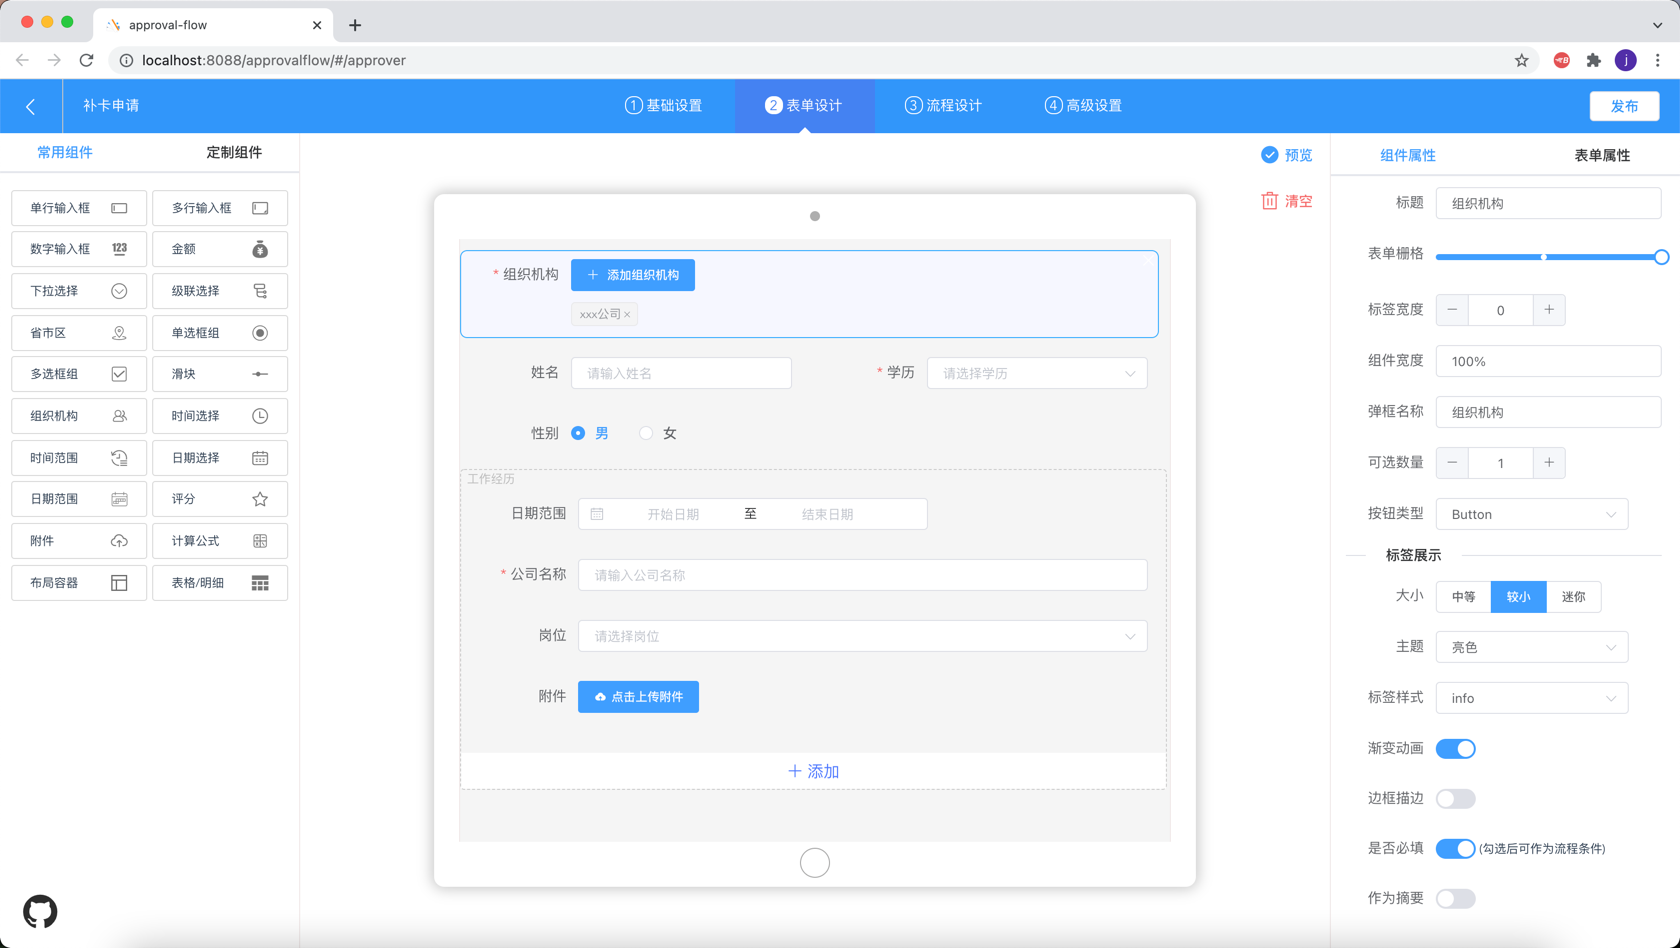 approval-flow
localhost:8088/approvalflow/#/approver
j
补卡申请
1 基础设置
2 表单设计
3 流程设计
4 高级设置
发布
常用组件 定制组件
单行输入框 多行输入框
数字输入框 123 金额 ¥
下拉选择 级联选择
省市区 单选框组
多选框组 滑块
组织机构 时间选择
时间范围 日期选择
日期范围 评分
附件 计算公式
布局容器 表格/明细
预览
清空
* 组织机构 + 添加组织机构
xxx公司 ×
姓名 请输入姓名 * 学历 请选择学历
性别 男 女
工作经历
日期范围 开始日期 至 结束日期
* 公司名称 请输入公司名称
岗位 请选择岗位
附件 点击上传附件
+ 添加
组件属性 表单属性
标题 组织机构
表单栅格
标签宽度 − 0 +
组件宽度 100%
弹框名称 组织机构
可选数量 − 1 +
按钮类型 Button
标签展示
大小 中等 较小 迷你
主题 亮色
标签样式 info
渐变动画
边框描边
是否必填 (勾选后可作为流程条件)
作为摘要